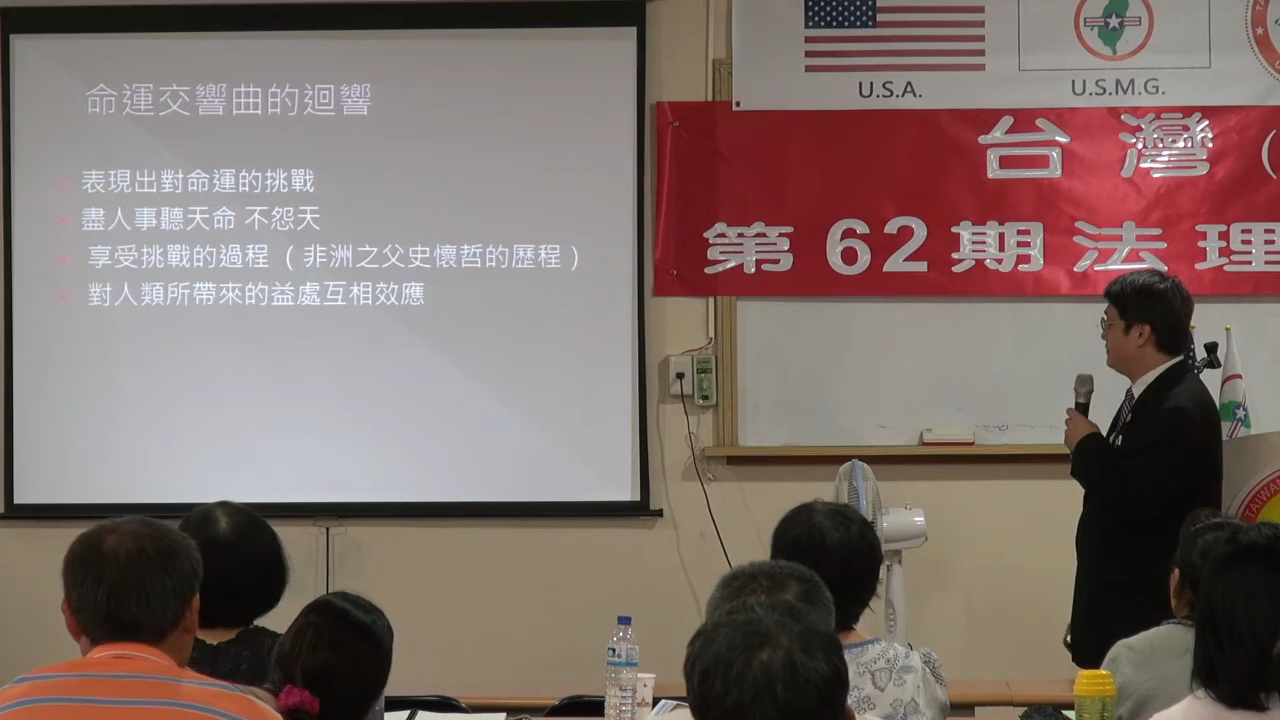 命運交響曲的迴響
表現出對命運的挑戰
盡人事聽天命 不怨天
享受挑戰的過程 (非洲之父史懷哲的歷程)
對人類所帶來的益處互相效應
U.S.A.
U.S.M.G.
台灣(
第62期法理
TAIWA